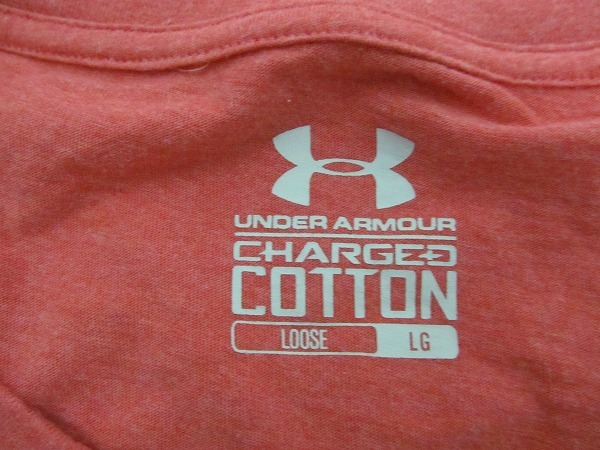 UNDER ARMOUR
CHARGED
COTTON
LOOSE LG